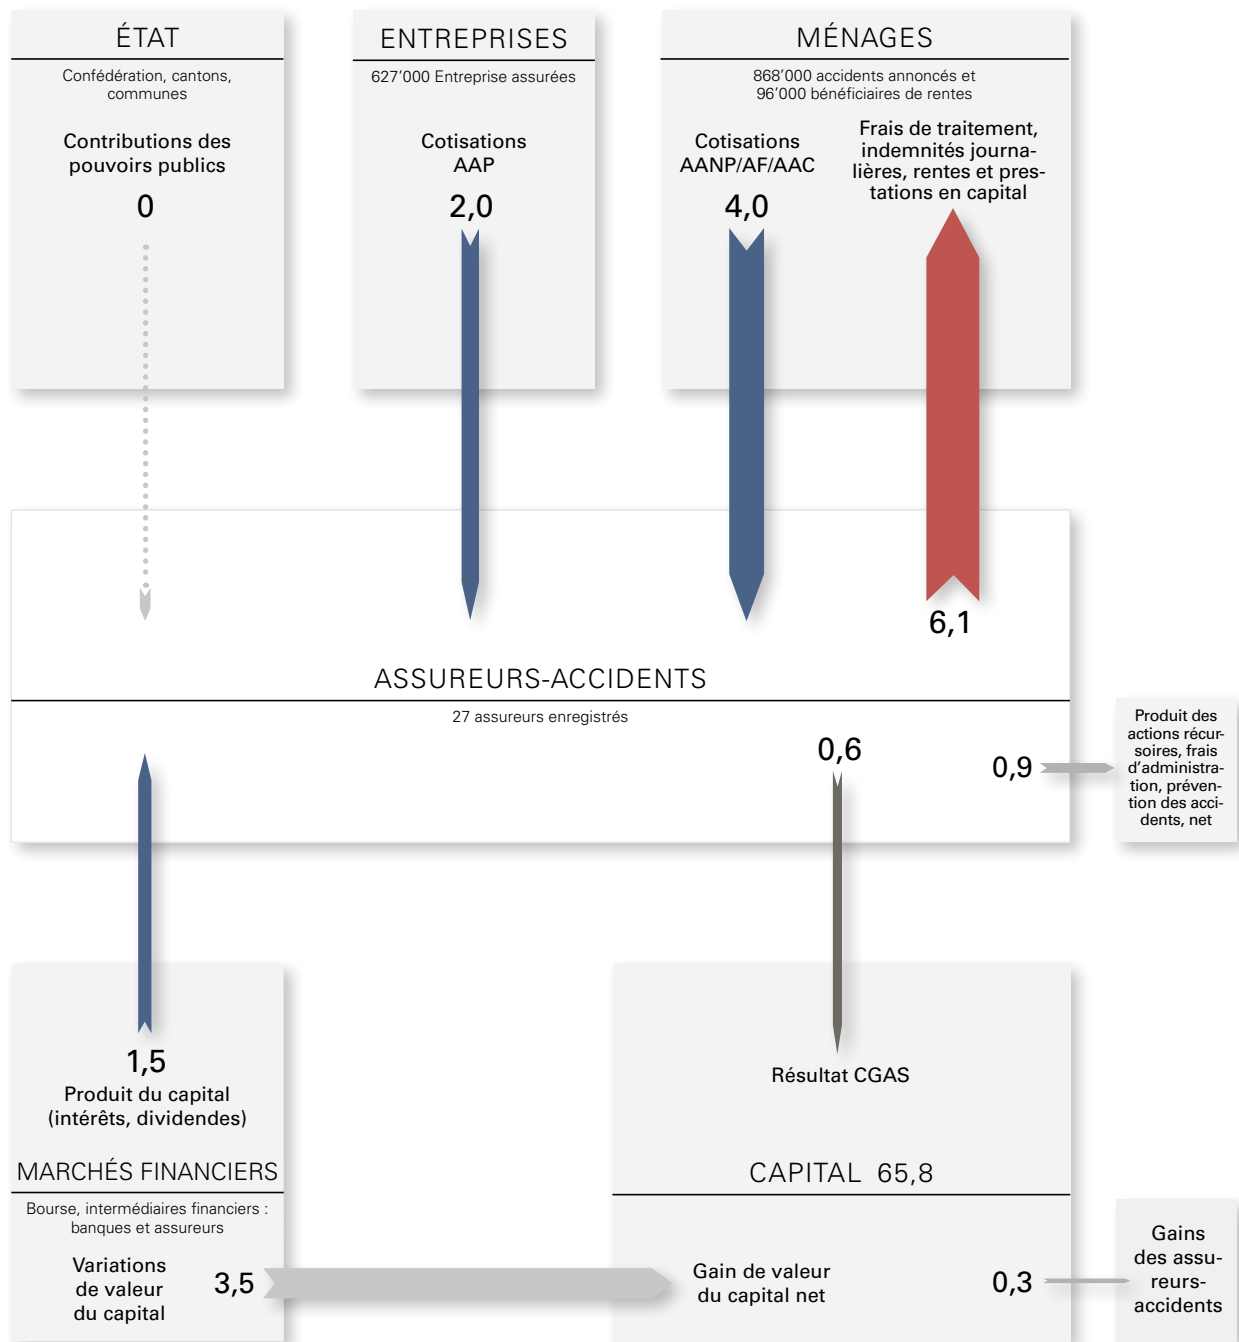 ÉTAT
Confédération, cantons,
communes
Contributions des
pouvoirs publics
0
ENTREPRISES
627’000 Entreprise assurées
Cotisations
AAP
2,0
MÉNAGES
868’000 accidents annoncés et
96’000 bénéficiaires de rentes
Cotisations
AANP/AF/AAC
4,0
Frais de traitement,
indemnités journa-
lières, rentes et pres-
tations en capital
6,1
ASSUREURS-ACCIDENTS
27 assureurs enregistrés
0,6
0,9
Produit des
actions récur-
soires, frais
d’administra-
tion, préven-
tion des acci-
dents, net
1,5
Produit du capital
(intérêts, dividendes)
MARCHÉS FINANCIERS
Bourse, intermédiaires financiers :
banques et assureurs
Variations
de valeur
du capital
3,5
Résultat CGAS
CAPITAL 65,8
Gain de valeur
du capital net
0,3
Gains
des assu-
reurs-
accidents